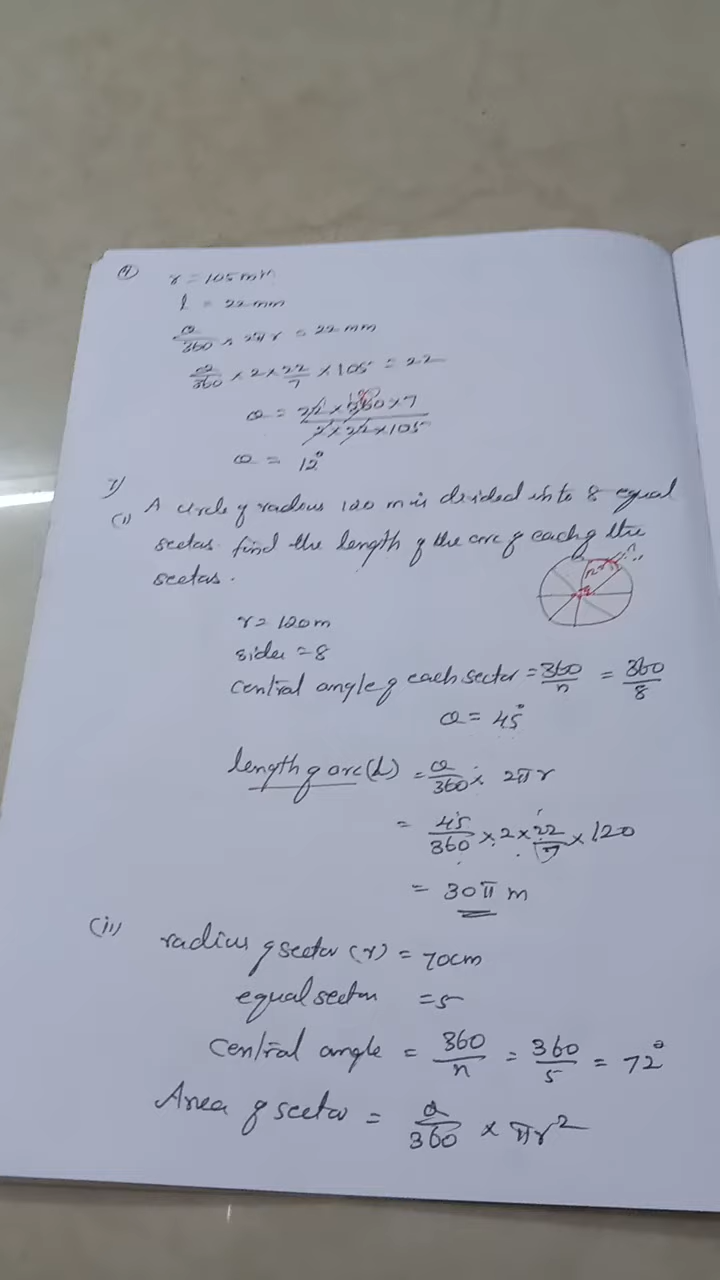 r = 105 mm
l = 22 mm
θ/360 × 2πr = 22 mm
θ/360 × 2 × 22/7 × 105 = 22
θ = 22 × 360 × 7 / 2 × 22 × 105
θ = 12°
(i) A circle of radius 120 m is divided into 8 equal
sectors. find the length of the arc of each of the
sectors.
r = 120m
sides = 8
central angle of each sector = 360/n = 360/8
θ = 45°
length of arc (L) = θ/360 × 2πr
= 45/360 × 2 × 22/7 × 120
= 30π m
(ii) radius of sector (r) = 70cm
equal sectors = 5
central angle = 360/n = 360/5 = 72°
Area of sector = θ/360 × πr²